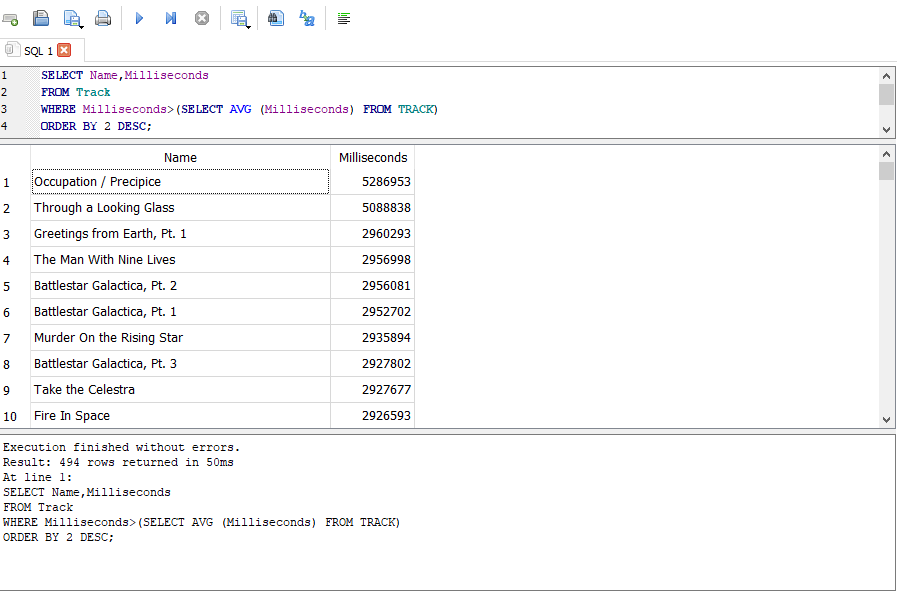 SQL 1
1 SELECT Name,Milliseconds
2 FROM Track
3 WHERE Milliseconds>(SELECT AVG (Milliseconds) FROM TRACK)
4 ORDER BY 2 DESC;
Name Milliseconds
1 Occupation / Precipice 5286953
2 Through a Looking Glass 5088838
3 Greetings from Earth, Pt. 1 2960293
4 The Man With Nine Lives 2956998
5 Battlestar Galactica, Pt. 2 2956081
6 Battlestar Galactica, Pt. 1 2952702
7 Murder On the Rising Star 2935894
8 Battlestar Galactica, Pt. 3 2927802
9 Take the Celestra 2927677
10 Fire In Space 2926593
Execution finished without errors.
Result: 494 rows returned in 50ms
At line 1:
SELECT Name,Milliseconds
FROM Track
WHERE Milliseconds>(SELECT AVG (Milliseconds) FROM TRACK)
ORDER BY 2 DESC;